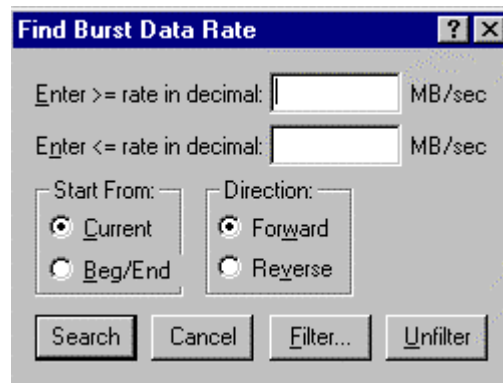 Find Burst Data Rate ? X
Enter >= rate in decimal: MB/sec
Enter <= rate in decimal: MB/sec
Start From: Direction:
Current Forward
Beg/End Reverse
Search Cancel Filter... Unfilter